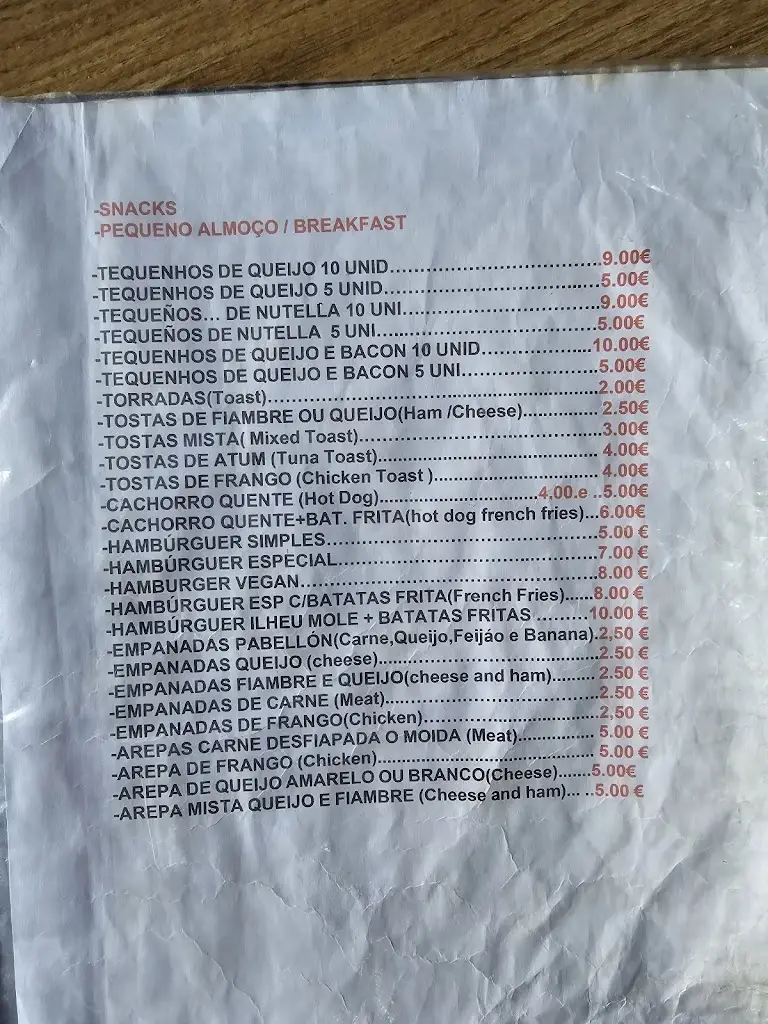 -SNACKS
-PEQUENO ALMOÇO / BREAKFAST
-TEQUENHOS DE QUEIJO 10 UNID..........................................9.00€
-TEQUENHOS DE QUEIJO 5 UNID..........................................5.00€
-TEQUEÑOS... DE NUTELLA 10 UNI.......................................9.00€
-TEQUEÑOS DE NUTELLA 5 UNI..........................................5.00€
-TEQUENHOS DE QUEIJO E BACON 10 UNID......................10.00€
-TEQUENHOS DE QUEIJO E BACON 5 UNI...........................5.00€
-TORRADAS(Toast)..............................................................2.00€
-TOSTAS DE FIAMBRE OU QUEIJO(Ham /Cheese)............... 2.50€
-TOSTAS MISTA( Mixed Toast)............................................3.00€
-TOSTAS DE ATUM (Tuna Toast).......................................... 4.00€
-TOSTAS DE FRANGO (Chicken Toast )................................ 4.00€
-CACHORRO QUENTE (Hot Dog)................................4,00.e ..5.00€
-CACHORRO QUENTE+BAT. FRITA(hot dog french fries)...6.00€
-HAMBÚRGUER SIMPLES..................................................5.00 €
-HAMBÚRGUER ESPECIAL................................................7.00 €
-HAMBURGER VEGAN.......................................................8.00 €
-HAMBÚRGUER ESP C/BATATAS FRITA(French Fries)......8.00 €
-HAMBÚRGUER ILHEU MOLE + BATATAS FRITAS .........10.00 €
-EMPANADAS PABELLÓN(Carne,Queijo,Feijáo e Banana).2,50 €
-EMPANADAS QUEIJO (cheese)..........................................2.50 €
-EMPANADAS FIAMBRE E QUEIJO(cheese and ham)......... 2.50 €
-EMPANADAS DE CARNE (Meat)........................................2.50 €
-EMPANADAS DE FRANGO(Chicken).................................2,50 €
-AREPAS CARNE DESFIAPADA O MOIDA (Meat)............... 5.00 €
-AREPA DE FRANGO (Chicken).......................................... 5.00 €
-AREPA DE QUEIJO AMARELO OU BRANCO(Cheese).......5.00€
-AREPA MISTA QUEIJO E FIAMBRE (Cheese and ham)... ..5.00 €